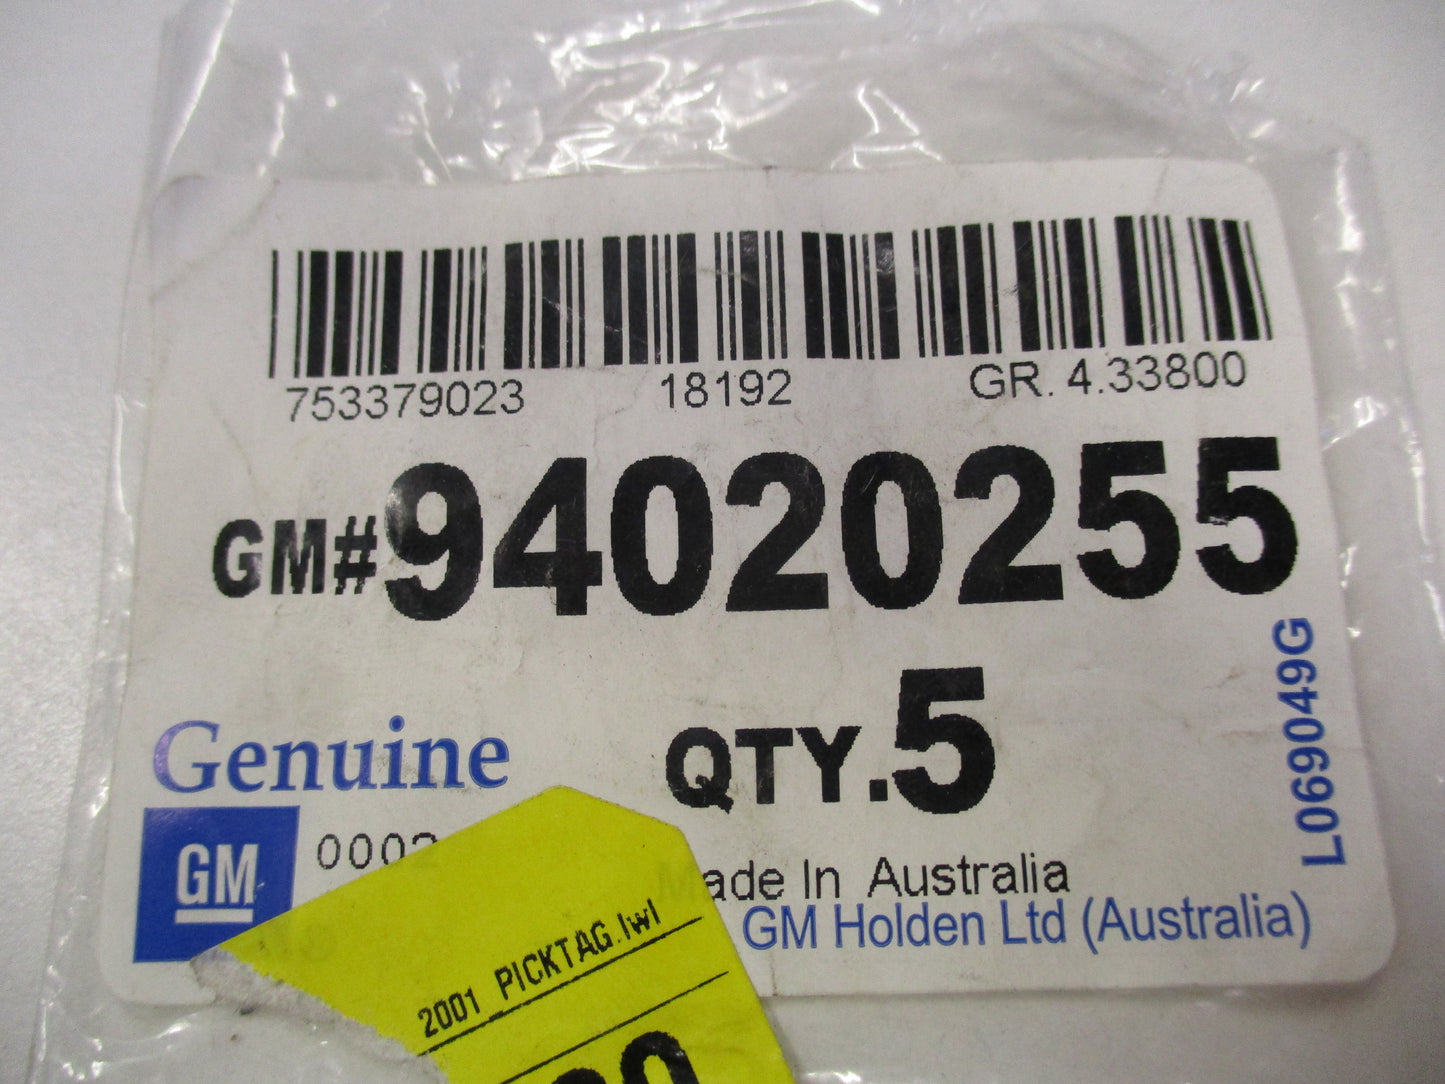 753379023 18192 GR. 4.33800
GM#94020255
QTY.5
L069049G
Genuine
GM
Made In Australia
GM Holden Ltd (Australia)
2001_PICKTAG.lwl